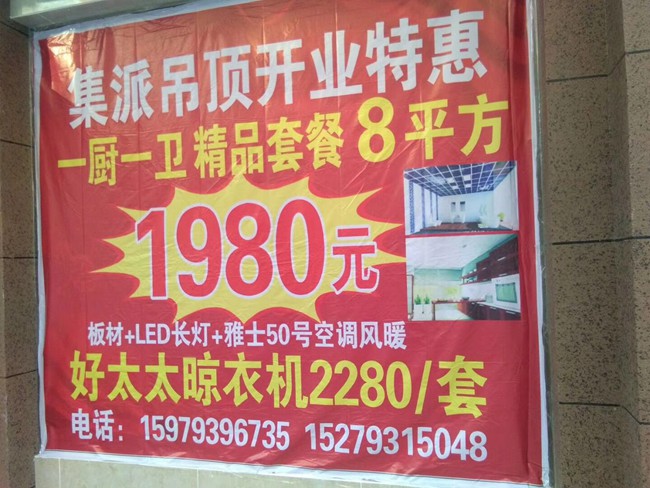 集派吊顶开业特惠
一厨一卫 精品套餐 8平方
1980元
板材+LED长灯+雅士50号空调风暖
好太太晾衣机2280/套
电话：15979396735 15279315048